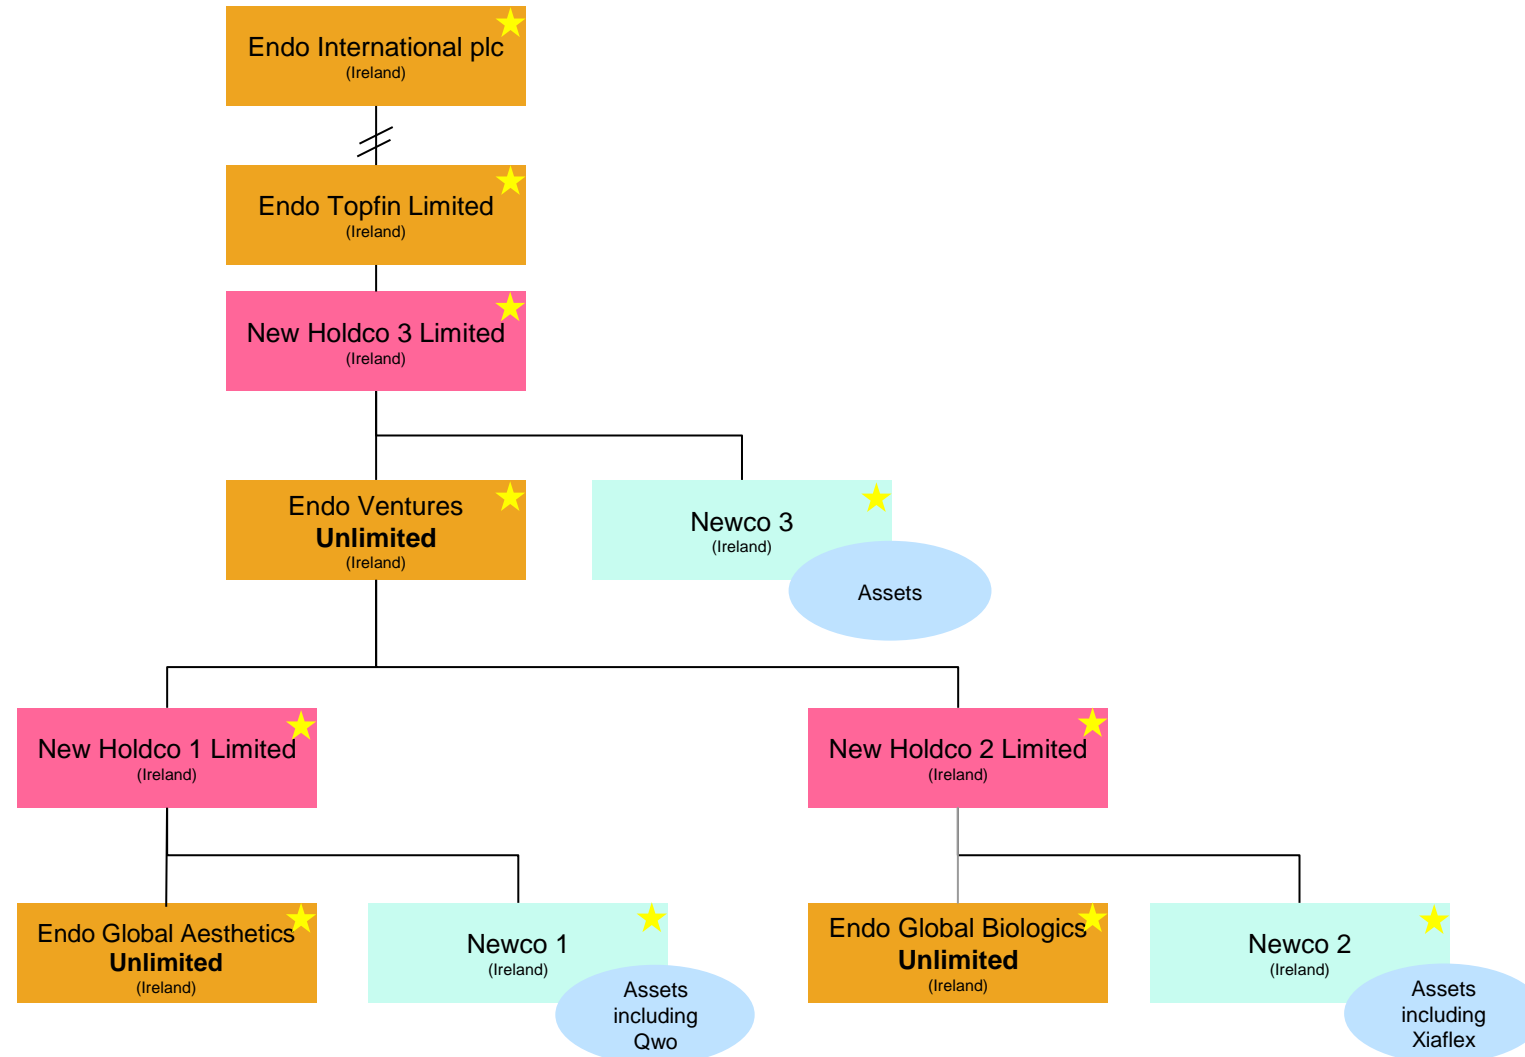 Endo International plc
(Ireland)
Endo Topfin Limited
(Ireland)
New Holdco 3 Limited
(Ireland)
Endo Ventures
Unlimited
(Ireland)
Newco 3
(Ireland)
Assets
New Holdco 1 Limited
(Ireland)
New Holdco 2 Limited
(Ireland)
Endo Global Aesthetics
Unlimited
(Ireland)
Newco 1
(Ireland)
Assets
including
Qwo
Endo Global Biologics
Unlimited
(Ireland)
Newco 2
(Ireland)
Assets
including
Xiaflex